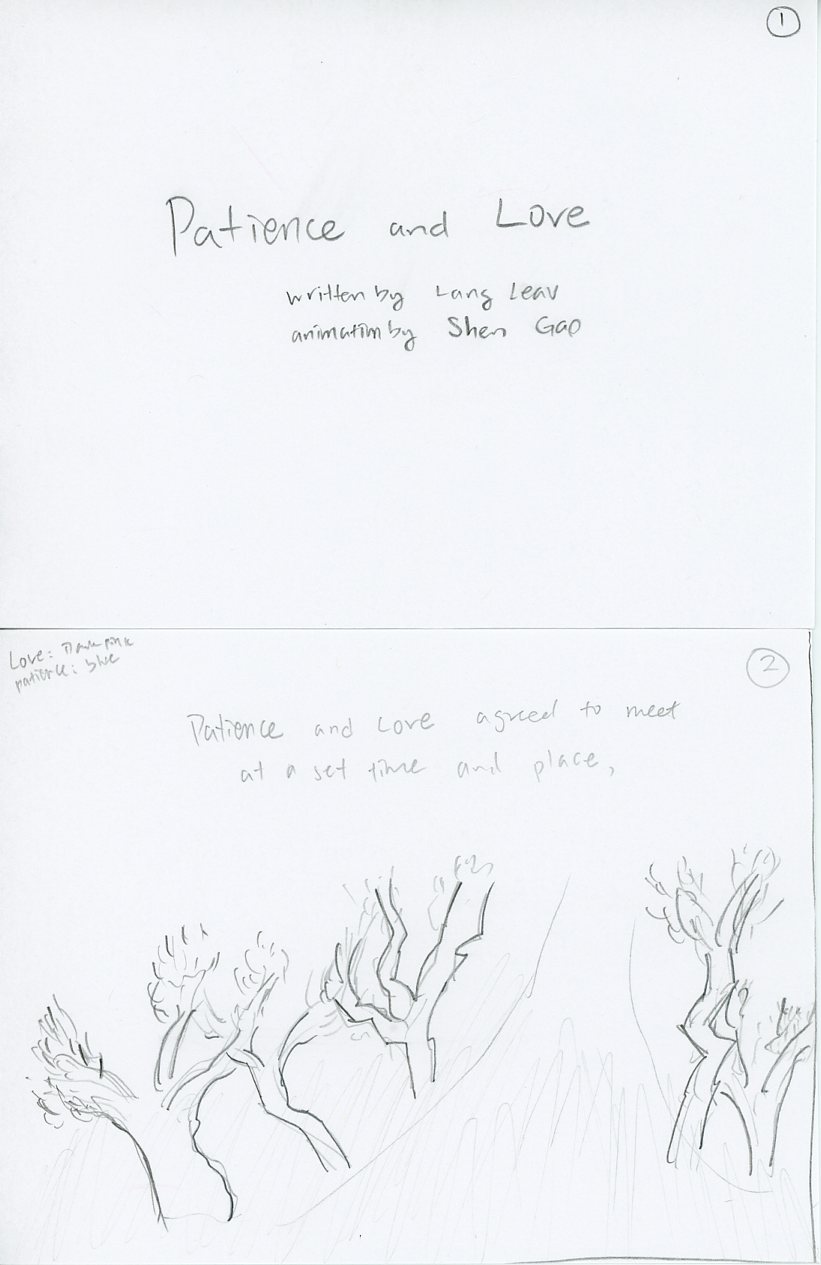 1
Patience and Love
written by Lang Leav
animation by Shen Gao
Love: Dark pink
patience: blue
2
Patience and Love agreed to meet
at a set time and place,